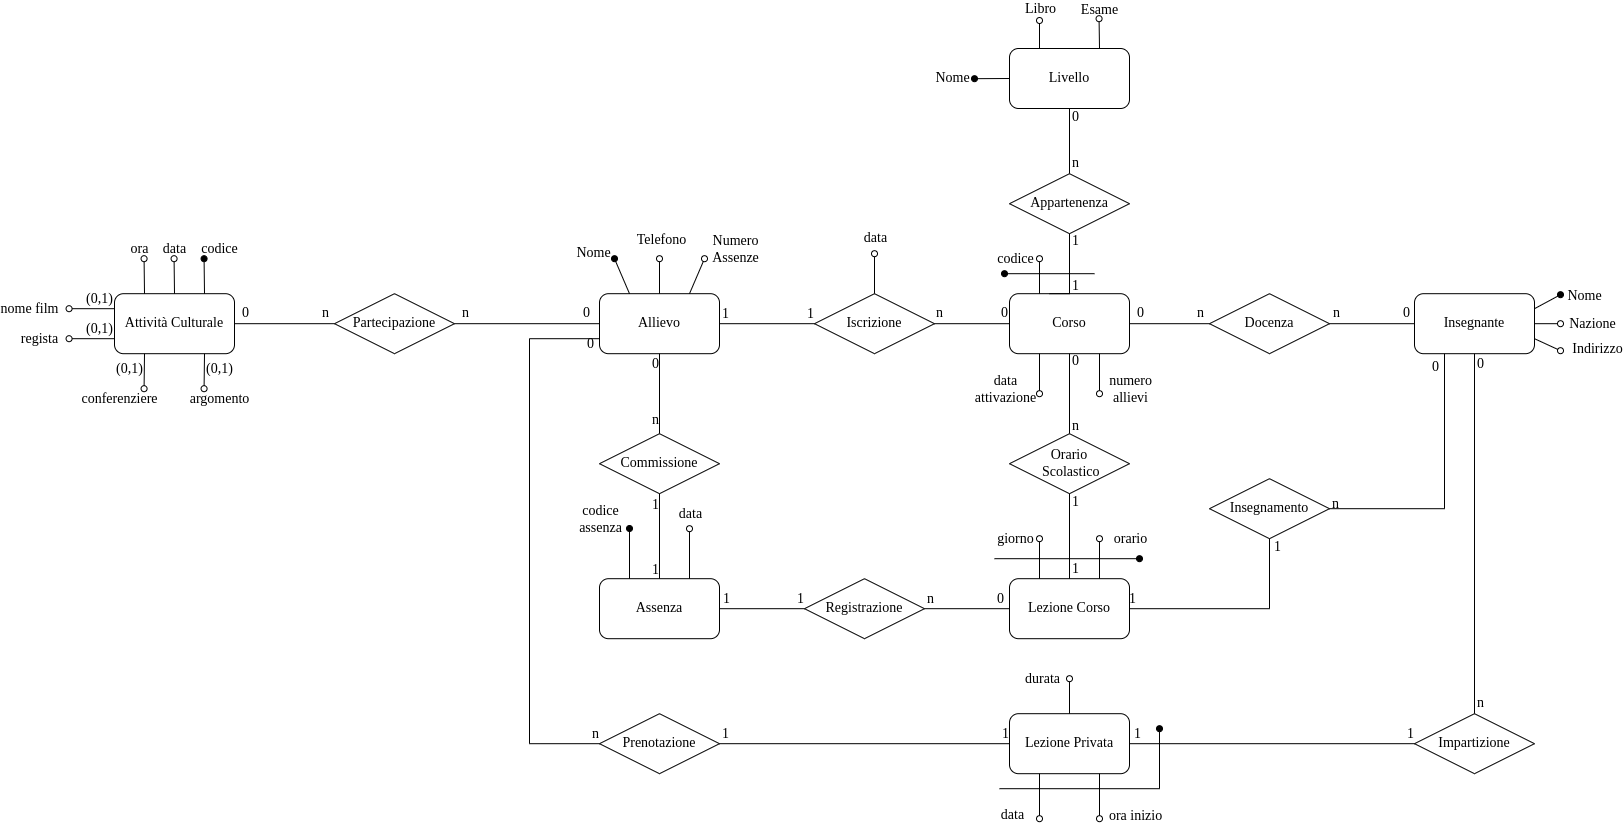 Libro
Esame
Nome
Livello
0
n
Appartenenza
1
1
ora
data
codice
nome film
(0,1)
regista
(0,1)
Attività Culturale
(0,1)
(0,1)
conferenziere
argomento
0
n
Partecipazione
n
0
Nome
Telefono
Numero
Assenze
Allievo
0
0
1
1
data
Iscrizione
n
0
codice
Corso
data
attivazione
numero
allievi
0
0
n
Docenza
n
0
Insegnante
Nome
Nazione
Indirizzo
0
0
n
Commissione
1
1
codice
assenza
data
Assenza
1
1
Registrazione
n
0
n
Orario
Scolastico
1
1
giorno
orario
Lezione Corso
1
1
Insegnamento
n
n
Prenotazione
1
1
durata
Lezione Privata
data
ora inizio
1
1
Impartizione
n